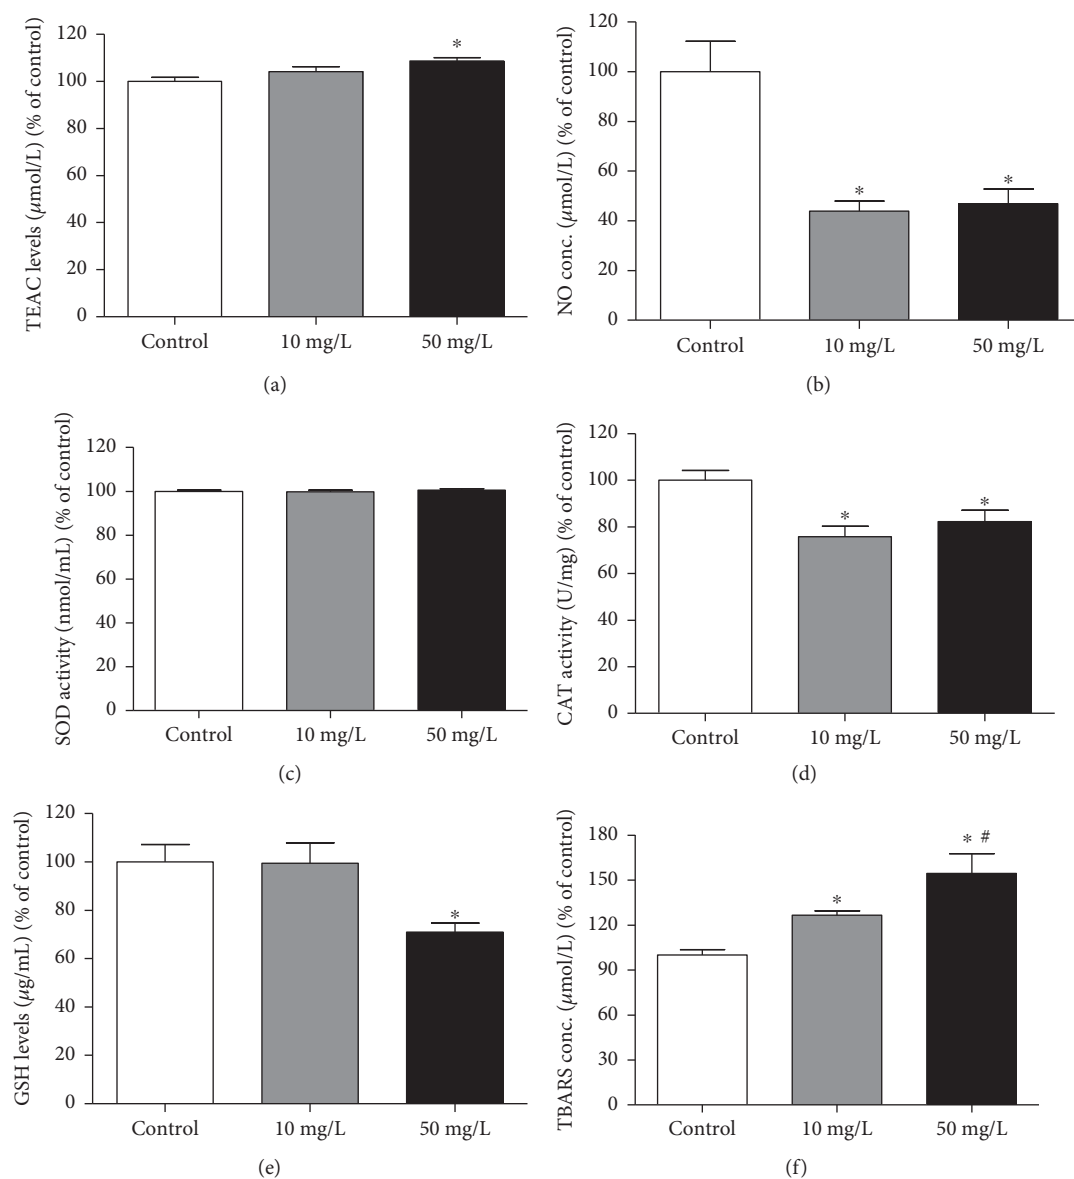 TEAC levels (μmol/L) (% of control)
120
100
80
60
40
20
0
*
Control
10 mg/L
50 mg/L
(a)
NO conc. (μmol/L) (% of control)
120
100
80
60
40
20
0
*
*
Control
10 mg/L
50 mg/L
(b)
SOD activity (nmol/mL) (% of control)
120
100
80
60
40
20
0
Control
10 mg/L
50 mg/L
(c)
CAT activity (U/mg) (% of control)
120
100
80
60
40
20
0
*
*
Control
10 mg/L
50 mg/L
(d)
GSH levels (μg/mL) (% of control)
120
100
80
60
40
20
0
*
Control
10 mg/L
50 mg/L
(e)
TBARS conc. (μmol/L) (% of control)
180
150
120
90
60
30
0
*
* #
Control
10 mg/L
50 mg/L
(f)